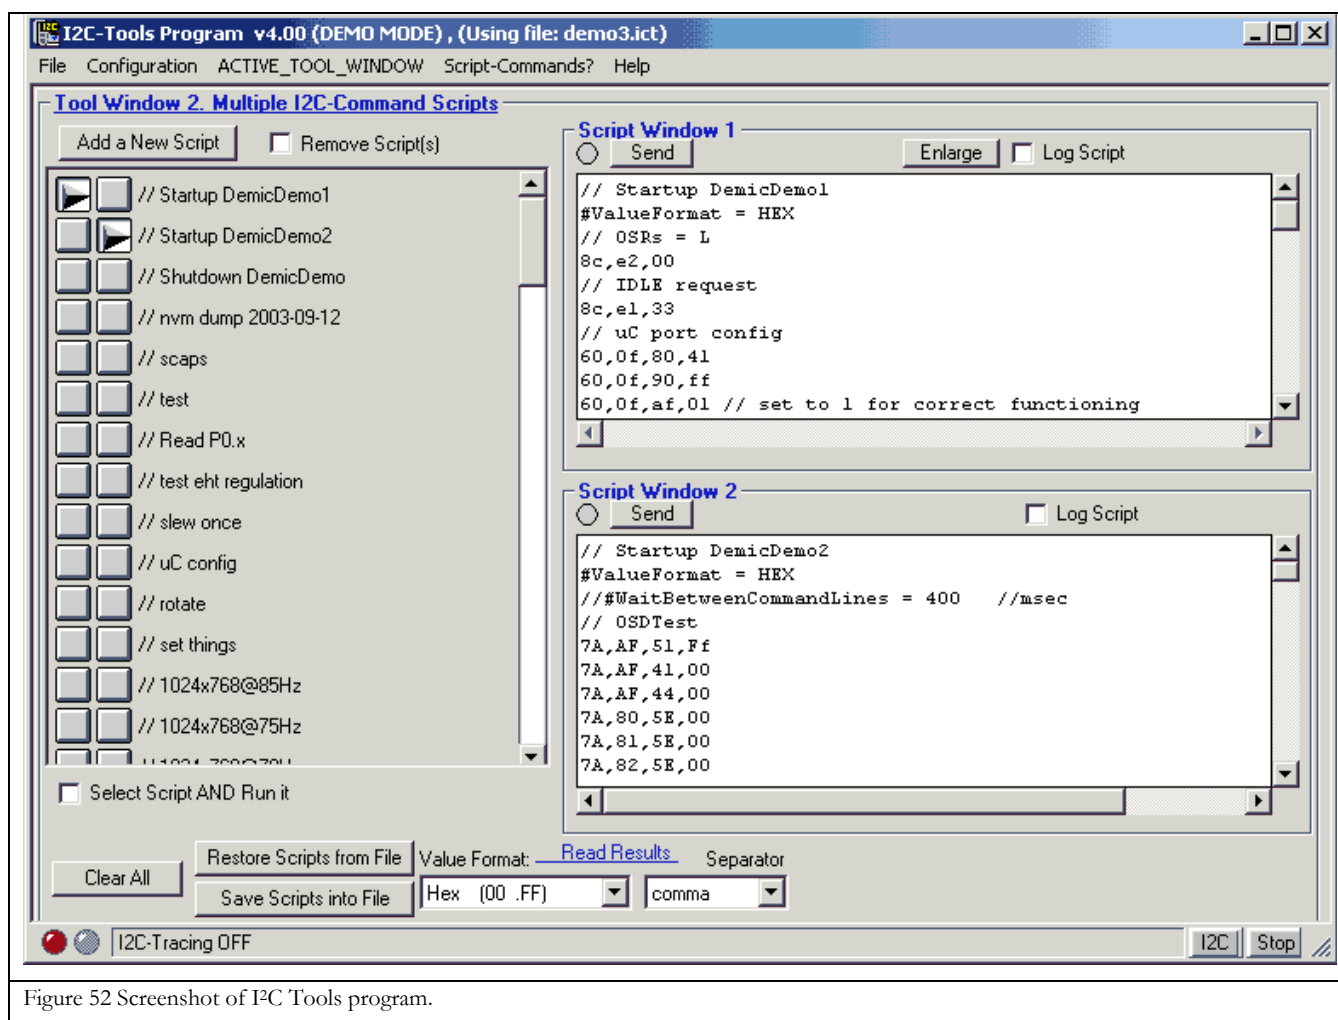 I2C-Tools Program v4.00 (DEMO MODE) , (Using file: demo3.ict)
File Configuration ACTIVE_TOOL_WINDOW Script-Commands? Help
Tool Window 2. Multiple I2C-Command Scripts
Add a New Script
Remove Script(s)
// Startup DemicDemo1
// Startup DemicDemo2
// Shutdown DemicDemo
// nvm dump 2003-09-12
// scaps
// test
// Read P0.x
// test eht regulation
// slew once
// uC config
// rotate
// set things
// 1024x768@85Hz
// 1024x768@75Hz
Select Script AND Run it
Script Window 1
Send
Enlarge
Log Script
// Startup DemicDemo1
#ValueFormat = HEX
// OSRs = L
8c,e2,00
// IDLE request
8c,e1,33
// uC port config
60,0f,80,41
60,0f,90,ff
60,0f,af,01 // set to 1 for correct functioning
Script Window 2
Send
Log Script
// Startup DemicDemo2
#ValueFormat = HEX
//#WaitBetweenCommandLines = 400 //msec
// OSDTest
7A,AF,51,Ff
7A,AF,41,00
7A,AF,44,00
7A,80,5E,00
7A,81,5E,00
7A,82,5E,00
Clear All
Restore Scripts from File
Save Scripts into File
Value Format:
Read Results
Separator
Hex (00 .FF)
comma
I2C-Tracing OFF
I2C
Stop
Figure 52 Screenshot of I²C Tools program.